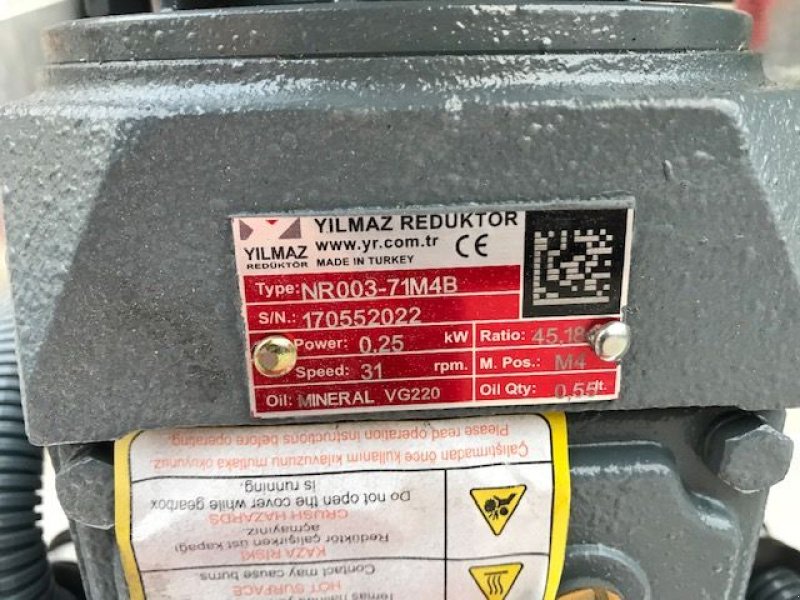 YILMAZ REDÜKTÖR
www.yr.com.tr CE
YILMAZ
REDÜKTÖR
MADE IN TURKEY
Type: NR003-71M4B
S/N.: 170552022
Power: 0,25 kW
Ratio: 45,18
Speed: 31 rpm.
M. Pos.: M4
Oil: MINERAL VG220
Oil Qty: 0,55 lt.
Çalıştırmadan önce kullanım kılavuzunu mutlaka okuyunuz.
Please read operation instructions before operating.
HOT SURFACE
Contact may cause burns
KAZA RİSKİ
Redüktör çalışırken üst kapağı
açmayınız.
CRUSH HAZARDS
Do not open the cover while gearbox
is running.